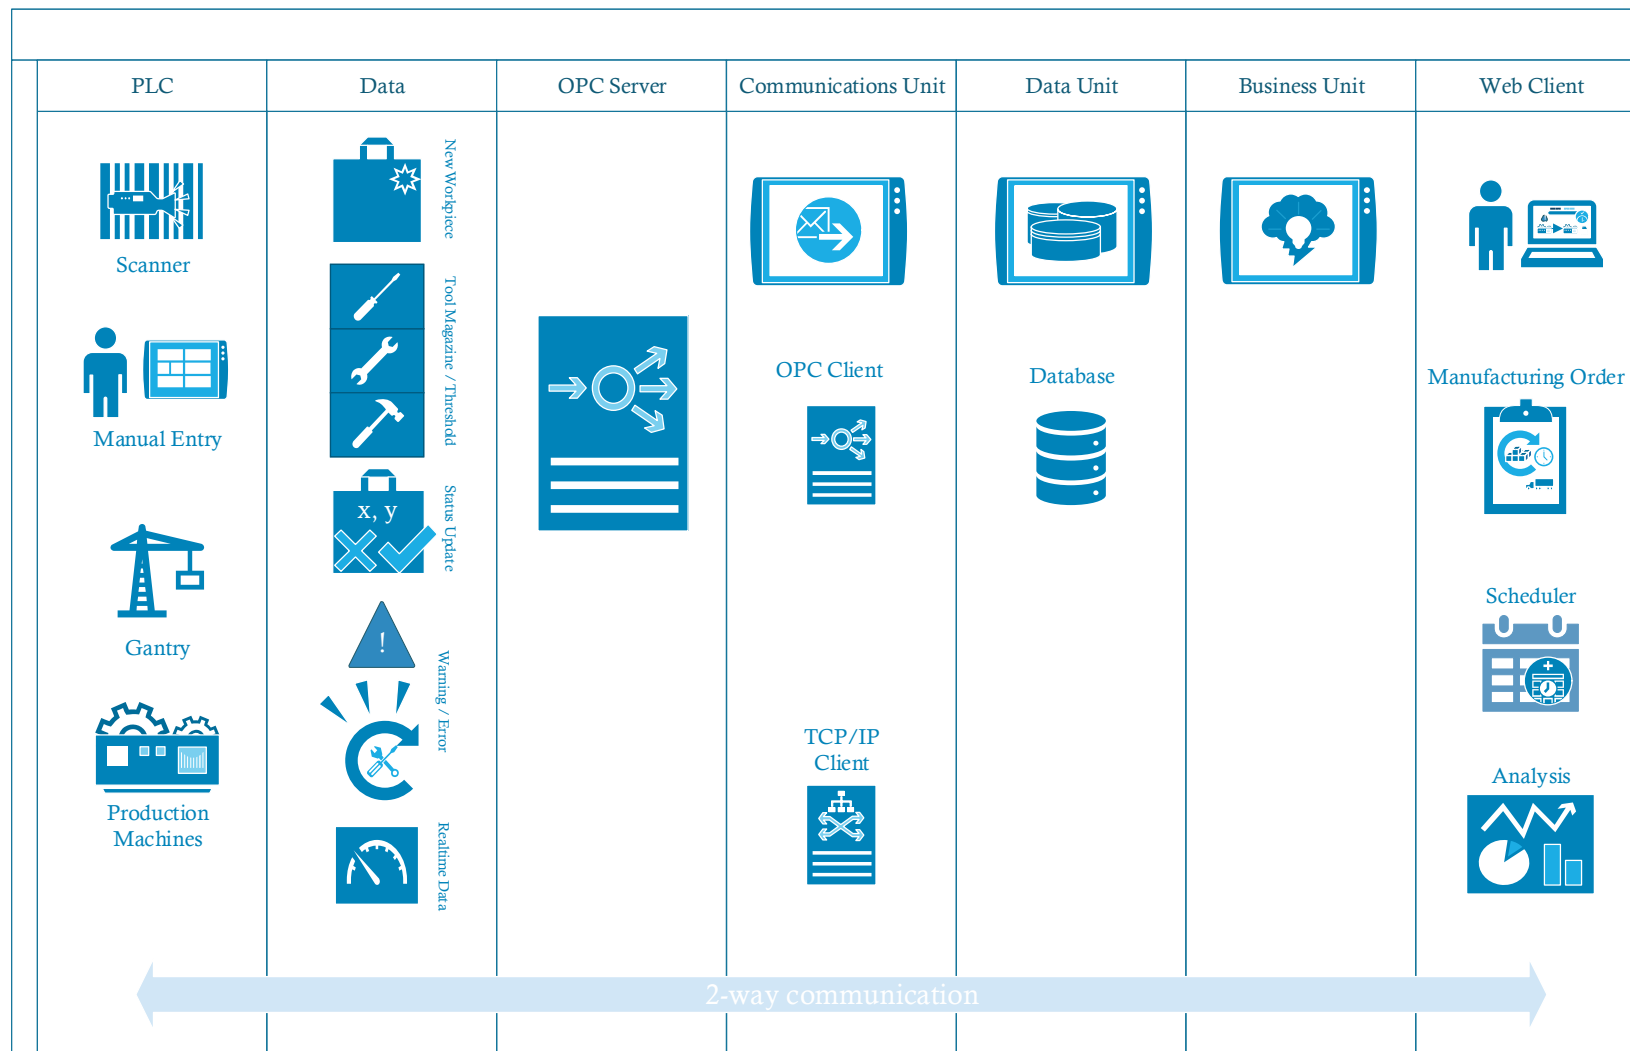 PLC
Data
OPC Server
Communications Unit
Data Unit
Business Unit
Web Client
Scanner
Manual Entry
Gantry
Production
Machines
New Workpiece
Tool Magazine / Threshold
x, y
Status Update
!
Warning / Error
Realtime Data
OPC Client
TCP/IP
Client
Database
Manufacturing Order
Scheduler
Analysis
2-way communication